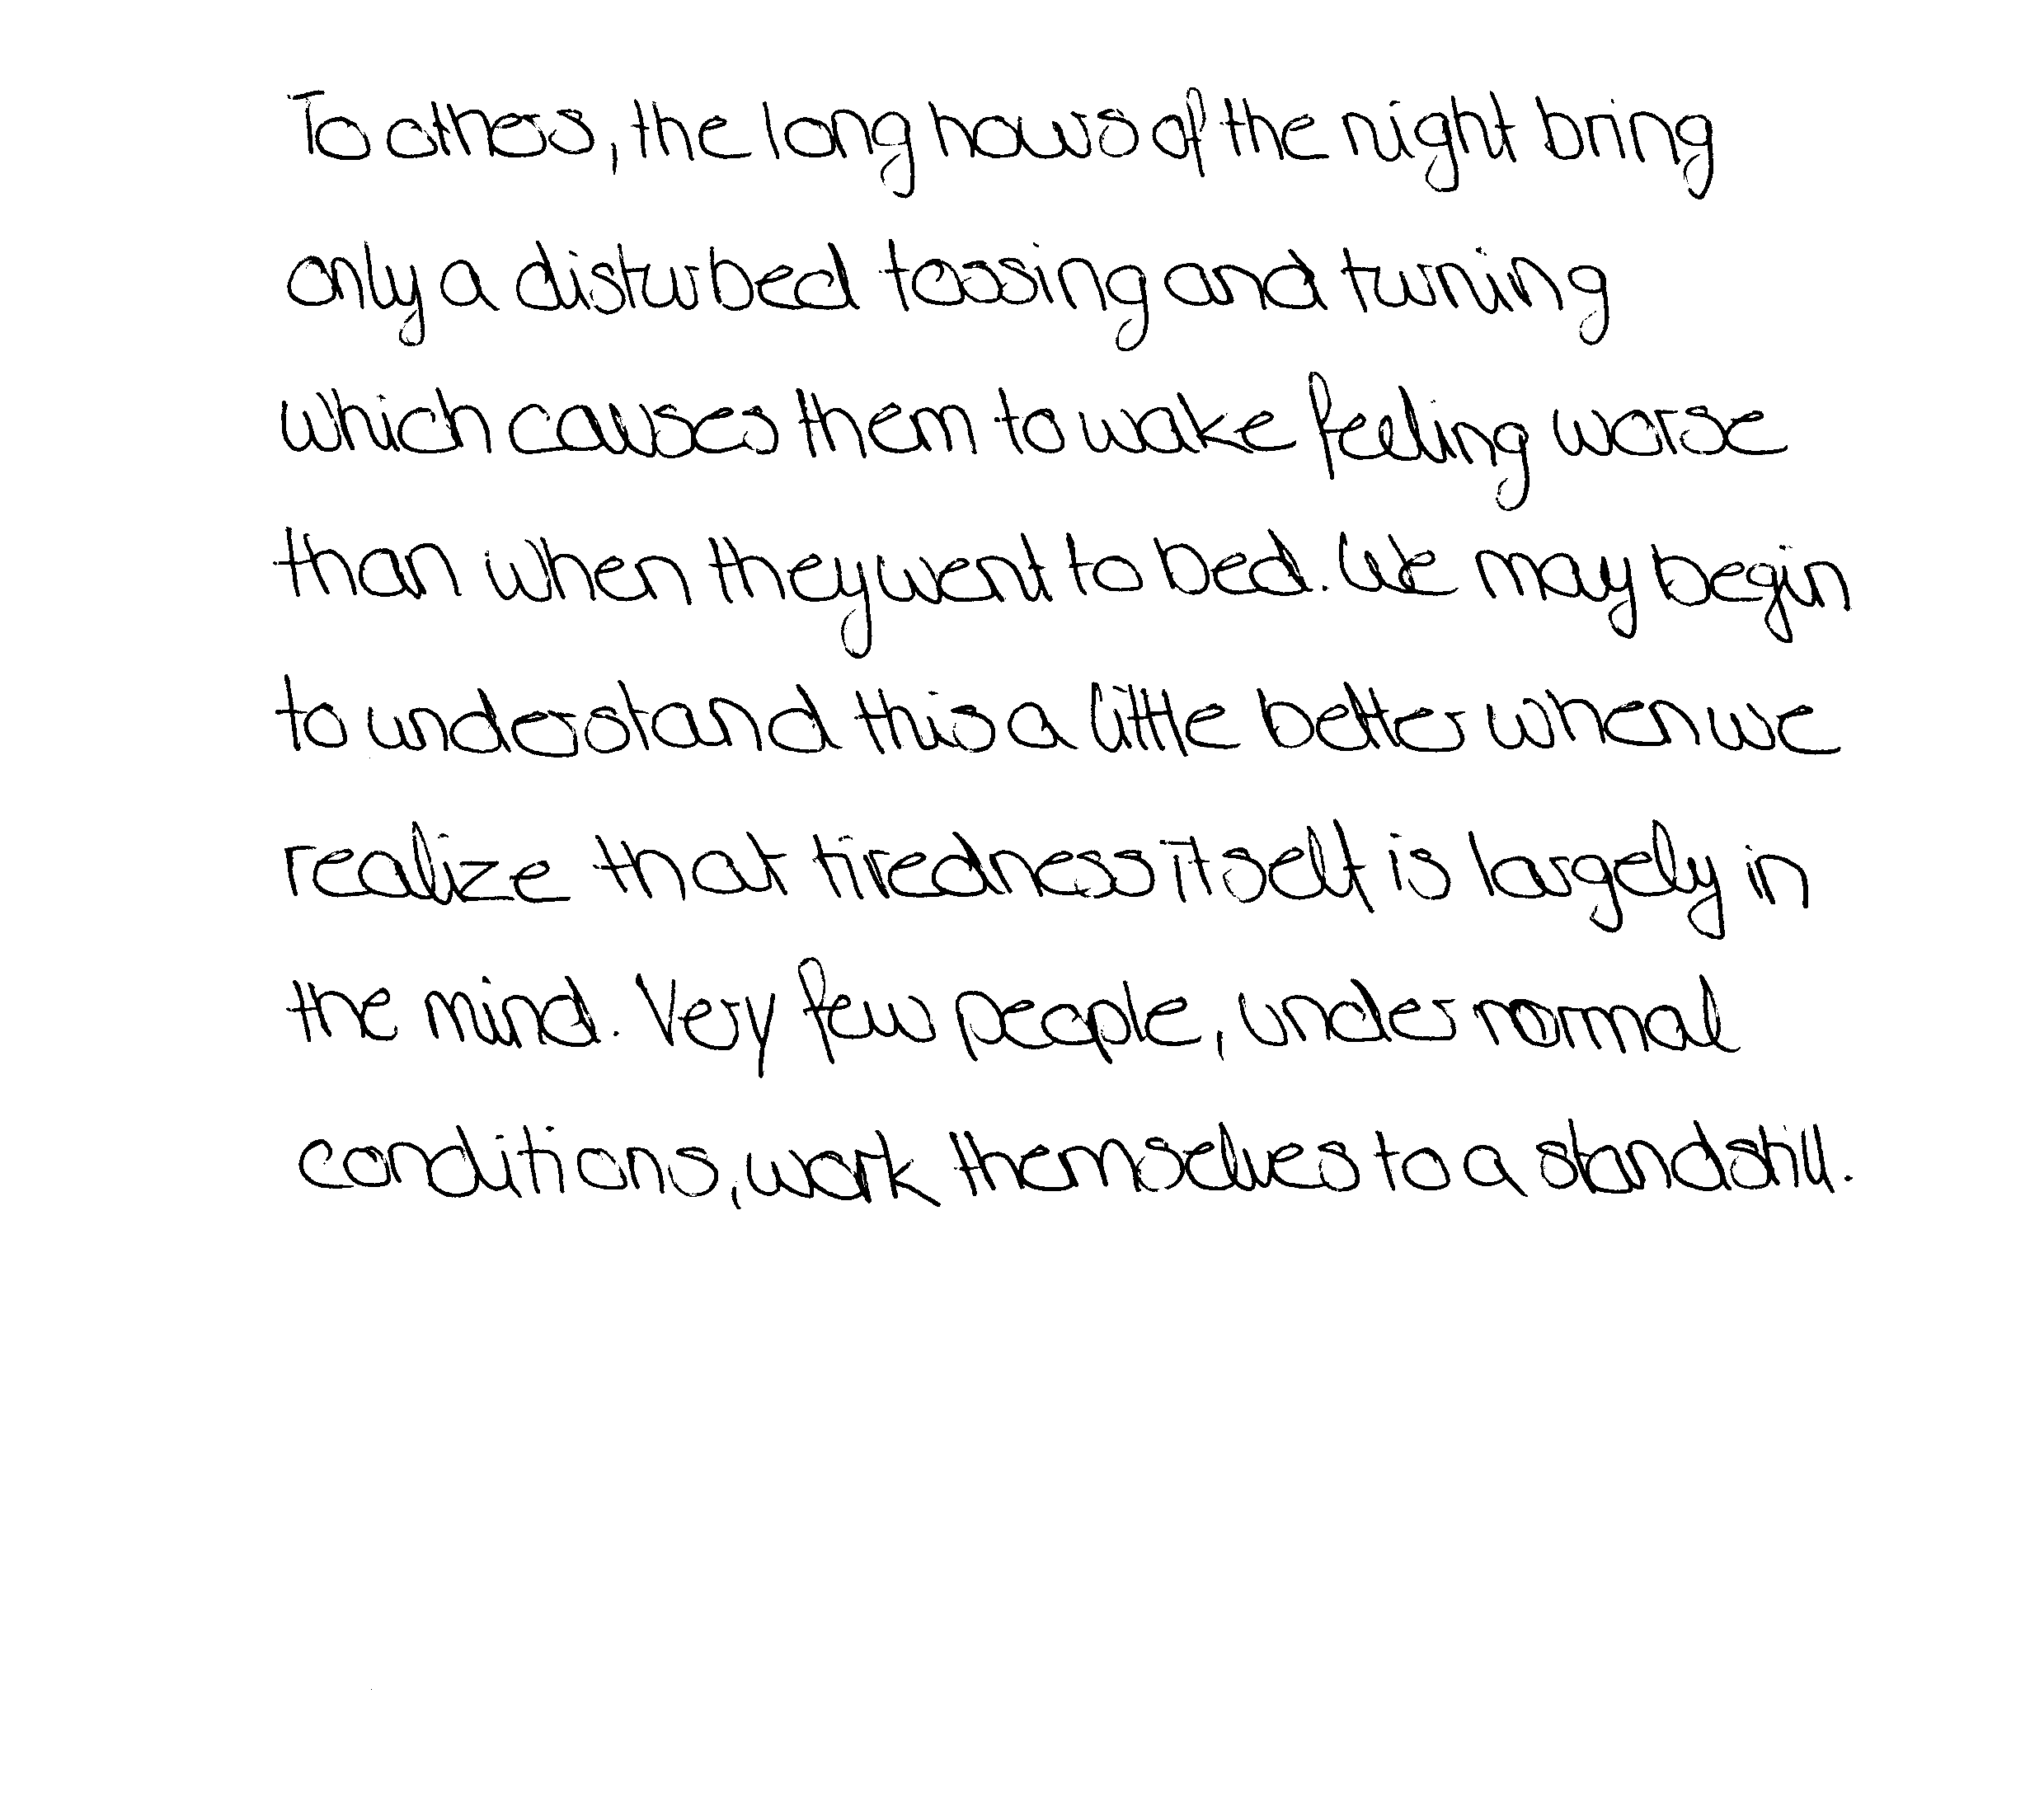 To others, the long hours of the night bring
only a disturbed tossing and turning
which causes them to wake feeling worse
than when they went to bed. We may begin
to understand this a little better when we
realize that tiredness itself is largely in
the mind. Very few people, under normal
conditions, work themselves to a standstill.